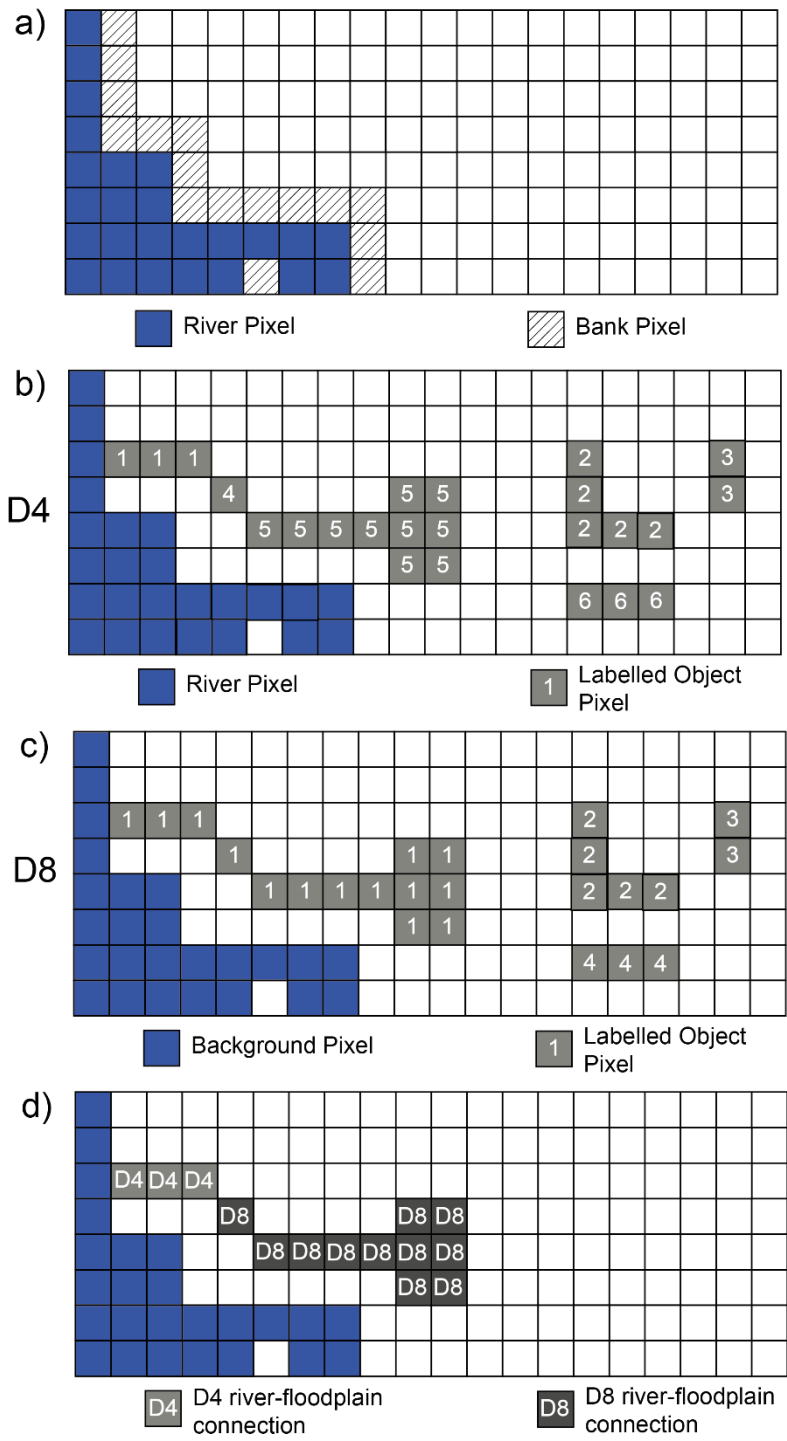 a)
River Pixel
Bank Pixel
b)
D4
1 1 1 2 3
4 5 5 2 3
5 5 5 5 5 5 2 2 2
5 5
6 6 6
River Pixel
1 Labelled Object
Pixel
c)
D8
1 1 1 2 3
1 1 1 2 3
1 1 1 1 1 1 2 2 2
1 1
4 4 4
Background Pixel
1 Labelled Object
Pixel
d)
D4 D4 D4
D8 D8 D8
D8 D8 D8 D8 D8 D8
D8 D8
D4 D4 river-floodplain
connection
D8 D8 river-floodplain
connection